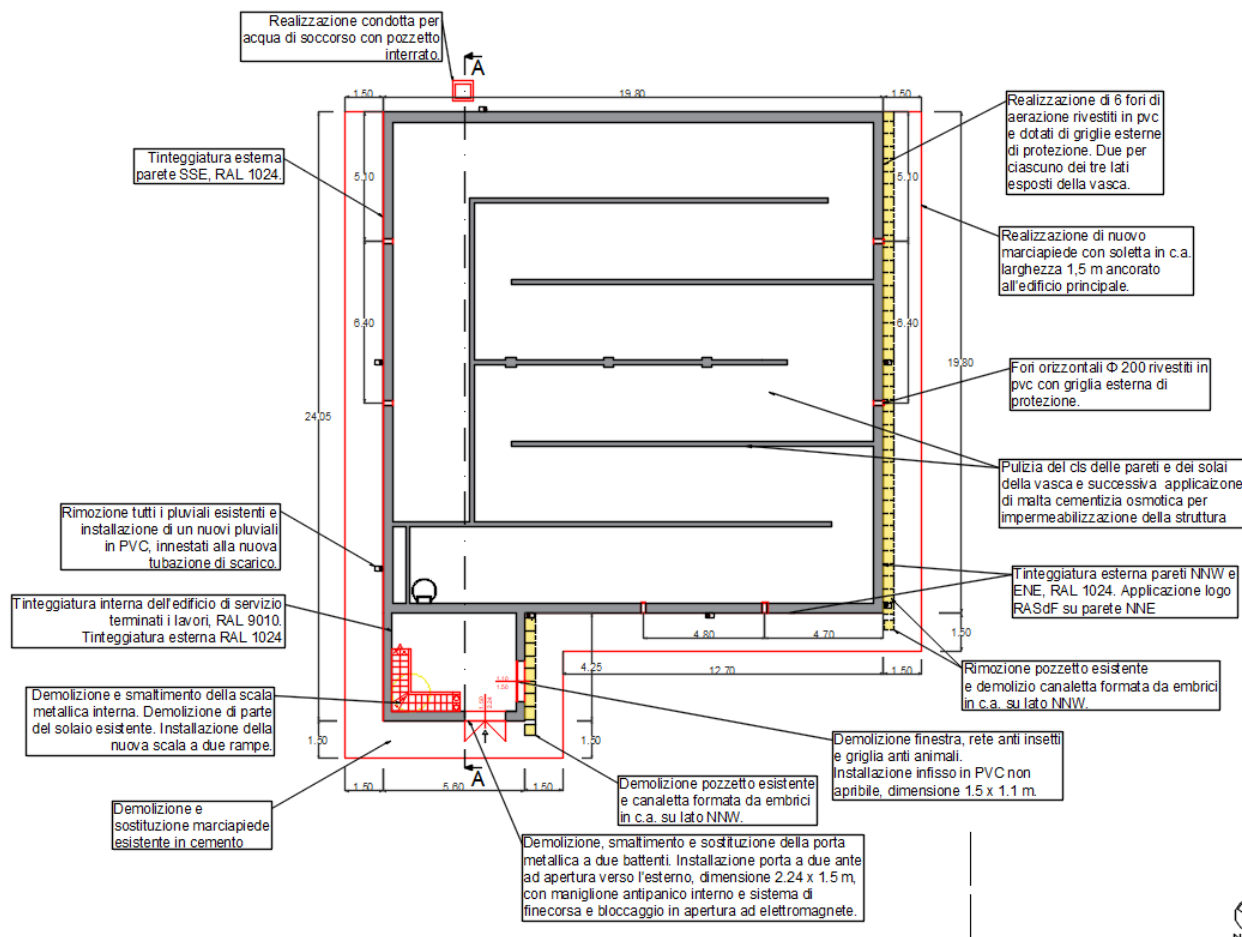 Realizzazione condotta per
acqua di soccorso con pozzetto
interrato.
A
1.50
19.80
1.50
Realizzazione di 6 fori di
aerazione rivestiti in pvc
e dotati di griglie esterne
di protezione. Due per
ciascuno dei tre lati
esposti della vasca.
Tinteggiatura esterna
parete SSE, RAL 1024.
5.10
5.10
Realizzazione di nuovo
marciapiede con soletta in c.a.
larghezza 1,5 m ancorato
all'edificio principale.
6.40
6.40
19.80
Fori orizzontali Φ 200 rivestiti in
pvc con griglia esterna di
protezione.
24.05
Pulizia del cls delle pareti e dei solai
della vasca e successiva applicaizone
di malta cementizia osmotica per
impermeabilizzazione della struttura
Rimozione tutti i pluviali esistenti e
installazione di un nuovi pluviali
in PVC, innestati alla nuova
tubazione di scarico.
Tinteggiatura esterna pareti NNW e
ENE, RAL 1024. Applicazione logo
RASdF su parete NNE
Tinteggiatura interna dell'edificio di servizio
terminati i lavori, RAL 9010.
Tinteggiatura esterna RAL 1024
4.80
4.70
1.50
4.25
12.70
1.50
Rimozione pozzetto esistente
e demolizio canaletta formata da embrici
in c.a. su lato NNW.
1.10
1.50
1.50
2.24
Demolizione e smaltimento della scala
metallica interna. Demolizione di parte
del solaio esistente. Installazione della
nuova scala a due rampe.
1.50
1.50
Demolizione finestra, rete anti insetti
e griglia anti animali.
Installazione infisso in PVC non
apribile, dimensione 1.5 x 1.1 m.
A
1.50
5.60
1.50
Demolizione pozzetto esistente
e canaletta formata da embrici
in c.a. su lato NNW.
Demolizione e
sostituzione marciapiede
esistente in cemento
Demolizione, smaltimento e sostituzione della porta
metallica a due battenti. Installazione porta a due ante
ad apertura verso l'esterno, dimensione 2.24 x 1.5 m,
con maniglione antipanico interno e sistema di
finecorsa e bloccaggio in apertura ad elettromagnete.